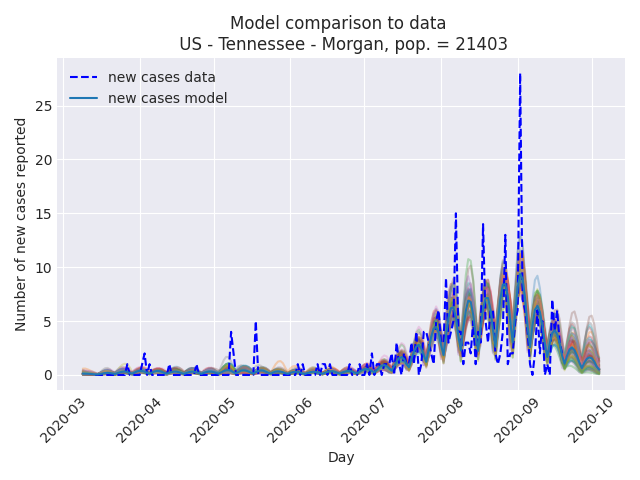 Model comparison to data
US - Tennessee - Morgan, pop. = 21403
new cases data
new cases model
Number of new cases reported
25
20
15
10
5
0
2020-03
2020-04
2020-05
2020-06
2020-07
2020-08
2020-09
2020-10
Day